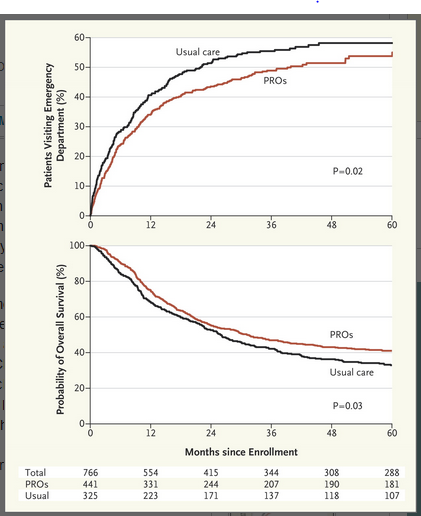 60
50
40
30
20
10
0
Patients Visiting Emergency
Department (%)
Usual care
PROs
P=0.02
0 12 24 36 48 60
100
80
60
40
20
0
Probability of Overall Survival (%)
PROs
Usual care
P=0.03
0 12 24 36 48 60
Months since Enrollment
Total 766 554 415 344 308 288
PROs 441 331 244 207 190 181
Usual 325 223 171 137 118 107